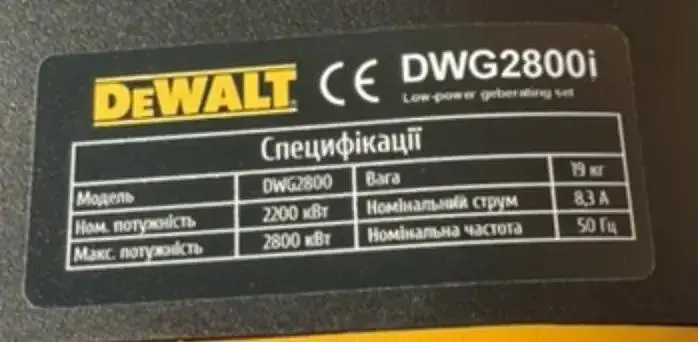 DEWALT CE DWG2800i
Low-power geberating set
Специфікації
Модель DWG2800 Вага 19 кг
Ном. потужність 2200 кВт Номінальний струм 8,3 А
Макс. потужність 2800 кВт Номінальна частота 50 Гц